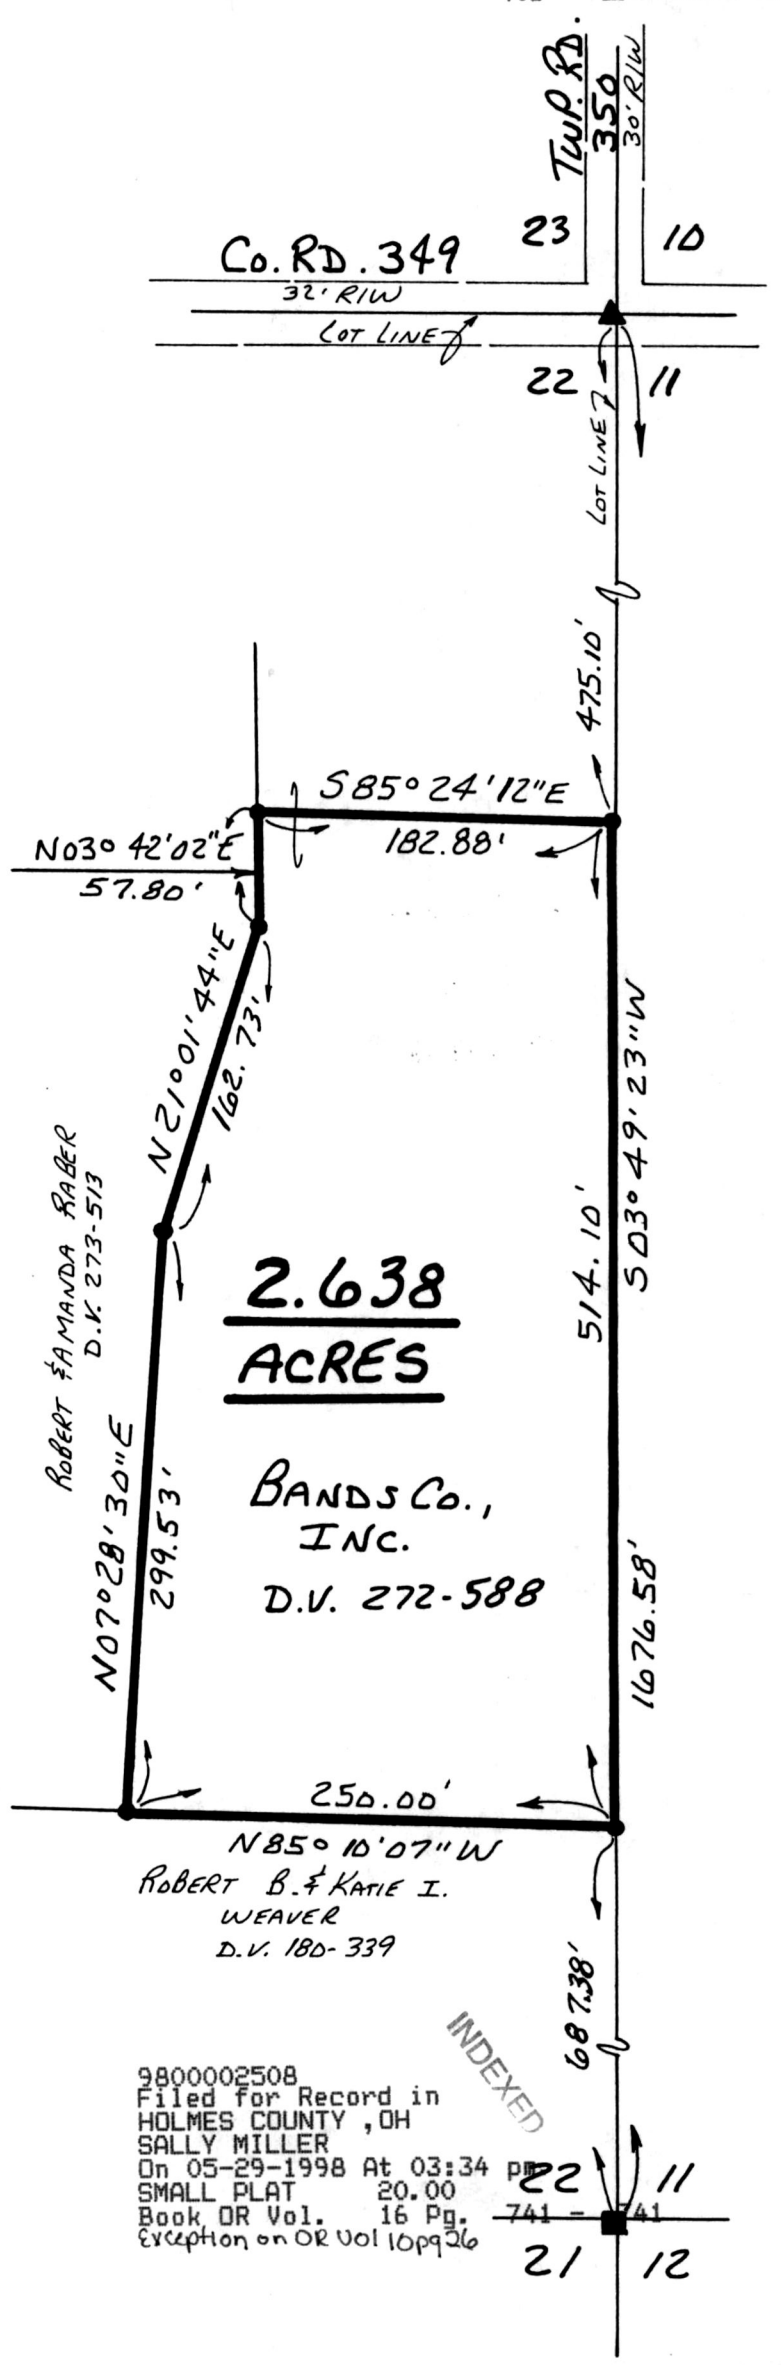 TWP. RD.
350
30' R/W
23
10
Co. RD. 349
32' R/W
LOT LINE
22
11
LOT LINE
475.10'
S85° 24' 12" E
182.88'
N03° 42' 02" E
57.80'
N21° 01' 44" E
162.73'
S03° 49' 23" W
514.10'
ROBERT & AMANDA RABER
D.V. 273-513
2.638
ACRES
N07° 28' 30" E
299.53'
BANDS CO.,
INC.
D.V. 272-588
1676.58'
250.00'
N85° 10' 07" W
ROBERT B. & KATIE I.
WEAVER
D.V. 180-339
687.38'
INDEXED
9800002508
Filed for Record in
HOLMES COUNTY ,OH
SALLY MILLER
On 05-29-1998 At 03:34 pm
SMALL PLAT 20.00
Book OR Vol. 16 Pg. 741 - 741
Exception on OR Vol 10pg26
22
11
21
12